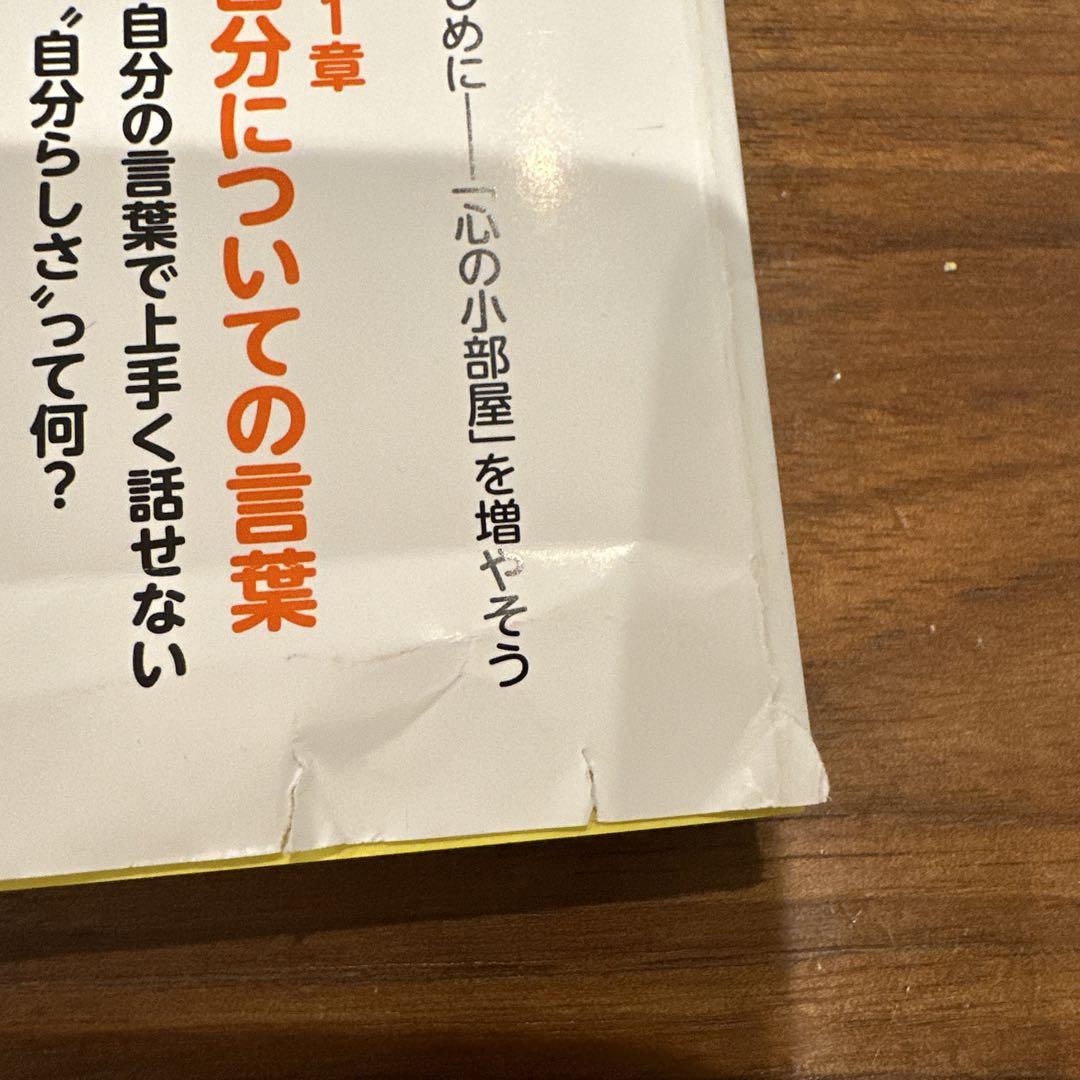 めに――「心の小部屋」を増やそう
章
分についての言葉
自分の言葉で上手く話せない
〝自分らしさ〟って何?